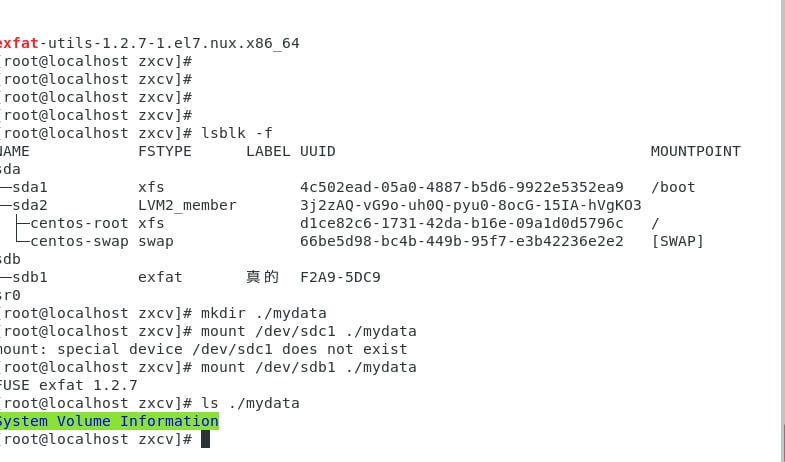 exfat-utils-1.2.7-1.el7.nux.x86_64
[root@localhost zxcv]#
[root@localhost zxcv]#
[root@localhost zxcv]#
[root@localhost zxcv]#
[root@localhost zxcv]# lsblk -f
NAME FSTYPE LABEL UUID MOUNTPOINT
sda
├─sda1 xfs 4c502ead-05a0-4887-b5d6-9922e5352ea9 /boot
└─sda2 LVM2_member 3j2zAQ-vG9o-uh0Q-pyu0-8ocG-15IA-hVgKO3
├─centos-root xfs d1ce82c6-1731-42da-b16e-09a1d0d5796c /
└─centos-swap swap 66be5d98-bc4b-449b-95f7-e3b42236e2e2 [SWAP]
sdb
└─sdb1 exfat 真的 F2A9-5DC9
sr0
[root@localhost zxcv]# mkdir ./mydata
[root@localhost zxcv]# mount /dev/sdc1 ./mydata
mount: special device /dev/sdc1 does not exist
[root@localhost zxcv]# mount /dev/sdb1 ./mydata
FUSE exfat 1.2.7
[root@localhost zxcv]# ls ./mydata
System Volume Information
[root@localhost zxcv]#